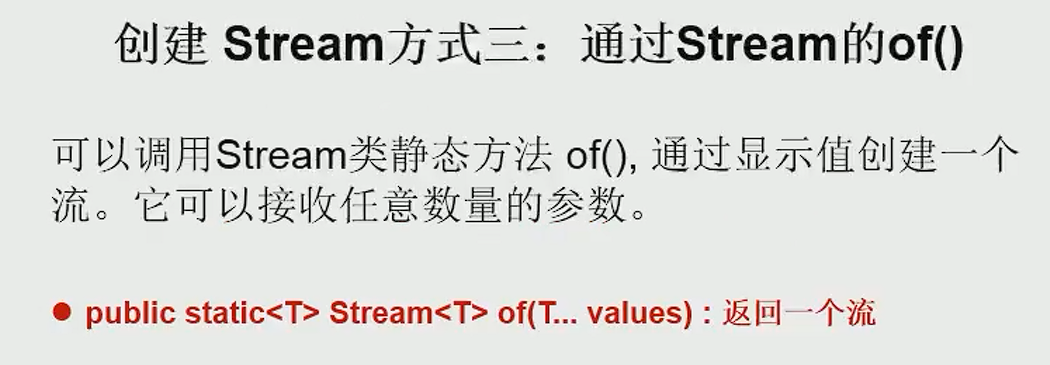 创建 Stream方式三：通过Stream的of()
可以调用Stream类静态方法 of(), 通过显示值创建一个
流。它可以接收任意数量的参数。
● public static<T> Stream<T> of(T... values) : 返回一个流